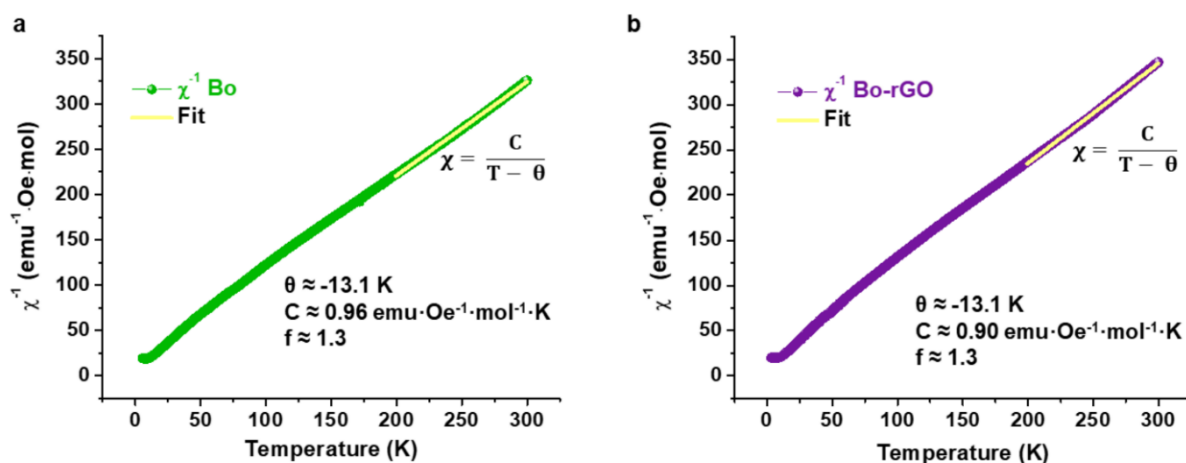 a
χ⁻¹ (emu⁻¹·Oe·mol)
350
300
250
200
150
100
50
0
χ⁻¹ Bo
Fit
χ = C / (T − θ)
θ ≈ -13.1 K
C ≈ 0.96 emu·Oe⁻¹·mol⁻¹·K
f ≈ 1.3
0 50 100 150 200 250 300
Temperature (K)
b
χ⁻¹ (emu⁻¹·Oe·mol)
350
300
250
200
150
100
50
0
χ⁻¹ Bo-rGO
Fit
χ = C / (T − θ)
θ ≈ -13.1 K
C ≈ 0.90 emu·Oe⁻¹·mol⁻¹·K
f ≈ 1.3
0 50 100 150 200 250 300
Temperature (K)